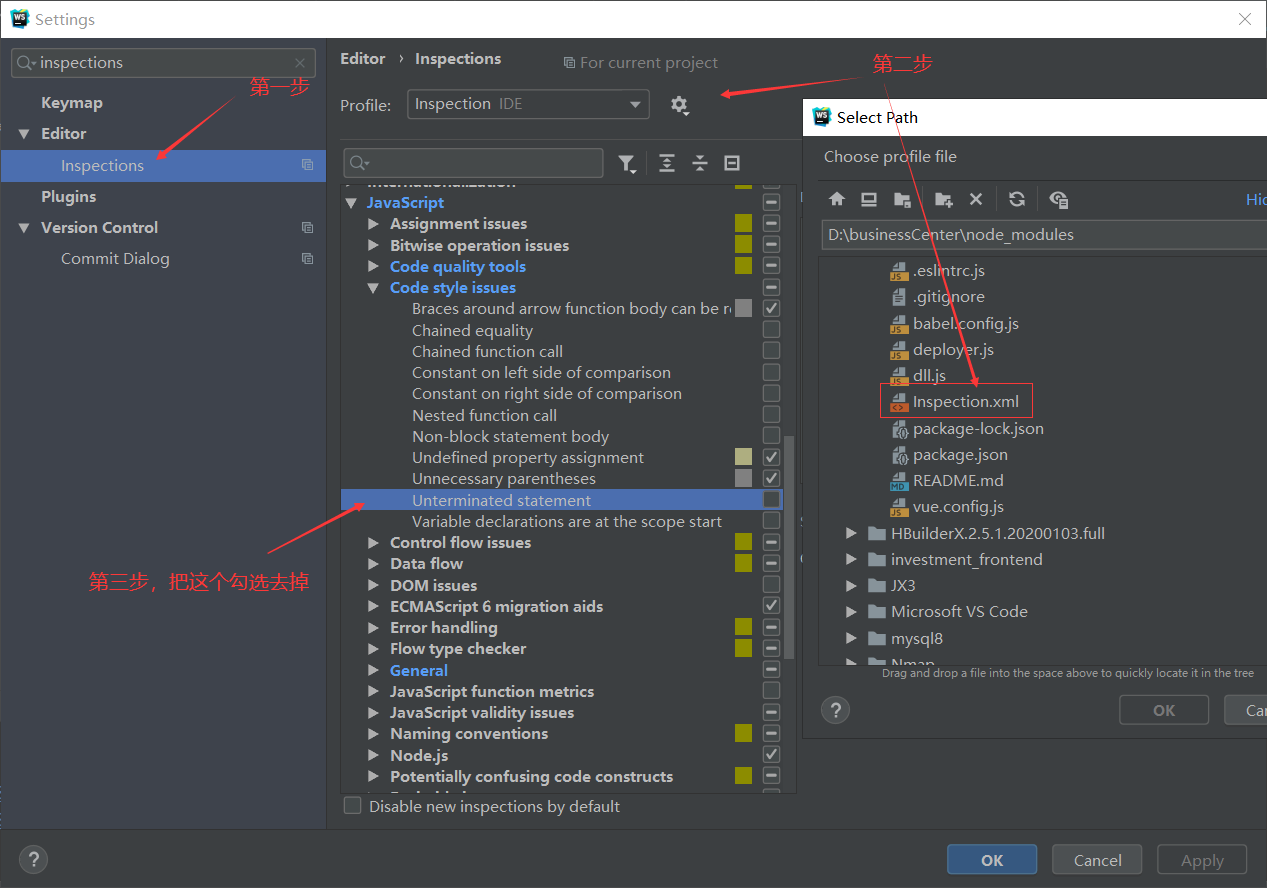 Settings
inspections
第一步
Keymap
Editor
Inspections
Plugins
Version Control
Commit Dialog
Editor › Inspections
For current project
第二步
Profile:
Inspection IDE
JavaScript
Assignment issues
Bitwise operation issues
Code quality tools
Code style issues
Braces around arrow function body can be r
Chained equality
Chained function call
Constant on left side of comparison
Constant on right side of comparison
Nested function call
Non-block statement body
Undefined property assignment
Unnecessary parentheses
Unterminated statement
Variable declarations are at the scope start
第三步，把这个勾选去掉
Control flow issues
Data flow
DOM issues
ECMAScript 6 migration aids
Error handling
Flow type checker
General
JavaScript function metrics
JavaScript validity issues
Naming conventions
Node.js
Potentially confusing code constructs
Disable new inspections by default
Select Path
Choose profile file
Hid
D:\businessCenter\node_modules
.eslintrc.js
.gitignore
babel.config.js
deployer.js
dll.js
Inspection.xml
package-lock.json
package.json
README.md
vue.config.js
HBuilderX.2.5.1.20200103.full
investment_frontend
JX3
Microsoft VS Code
mysql8
Nmap
Drag and drop a file into the space above to quickly locate it in the tree
?
OK
Can
?
OK
Cancel
Apply